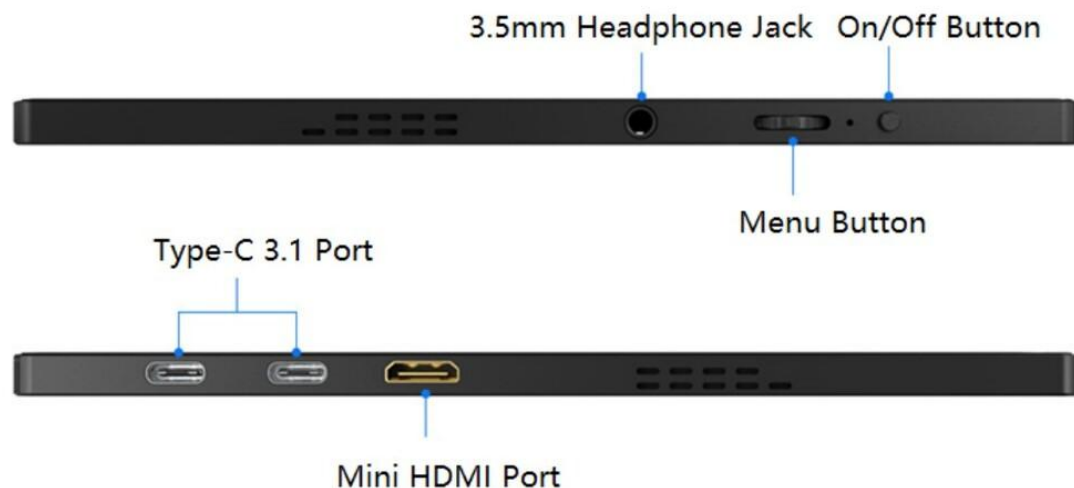 3.5mm Headphone Jack On/Off Button
Menu Button
Type-C 3.1 Port
Mini HDMI Port